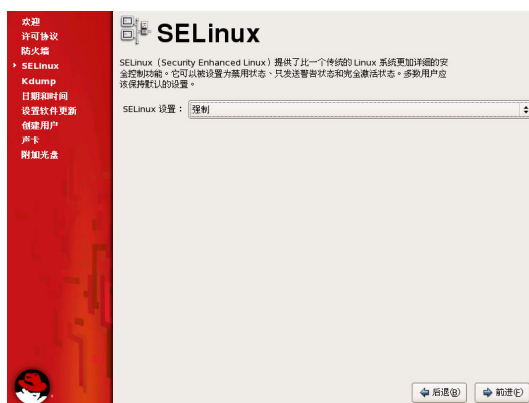 欢迎
许可协议
防火墙
SELinux
Kdump
日期和时间
设置软件更新
创建用户
声卡
附加光盘
SELinux
SELinux（Security Enhanced Linux）提供了比一个传统的 Linux 系统更加详细的安
全控制功能。它可以被设置为禁用状态、只发送警告状态和完全激活状态。多数用户应
该保持默认的设置。
SELinux 设置： 强制
后退(B) 前进(F)